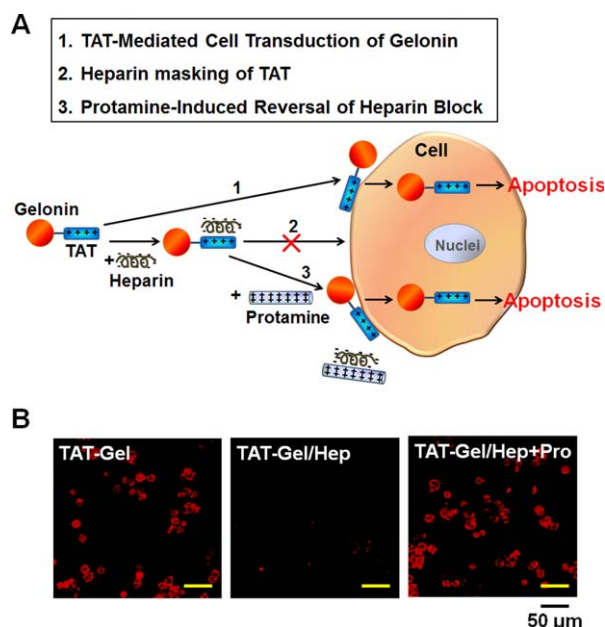 A
1. TAT-Mediated Cell Transduction of Gelonin
2. Heparin masking of TAT
3. Protamine-Induced Reversal of Heparin Block
Cell
1
Apoptosis
Gelonin
2
TAT
Nuclei
+
Heparin
3
+
Protamine
Apoptosis
B
TAT-Gel
TAT-Gel/Hep
TAT-Gel/Hep+Pro
50 µm